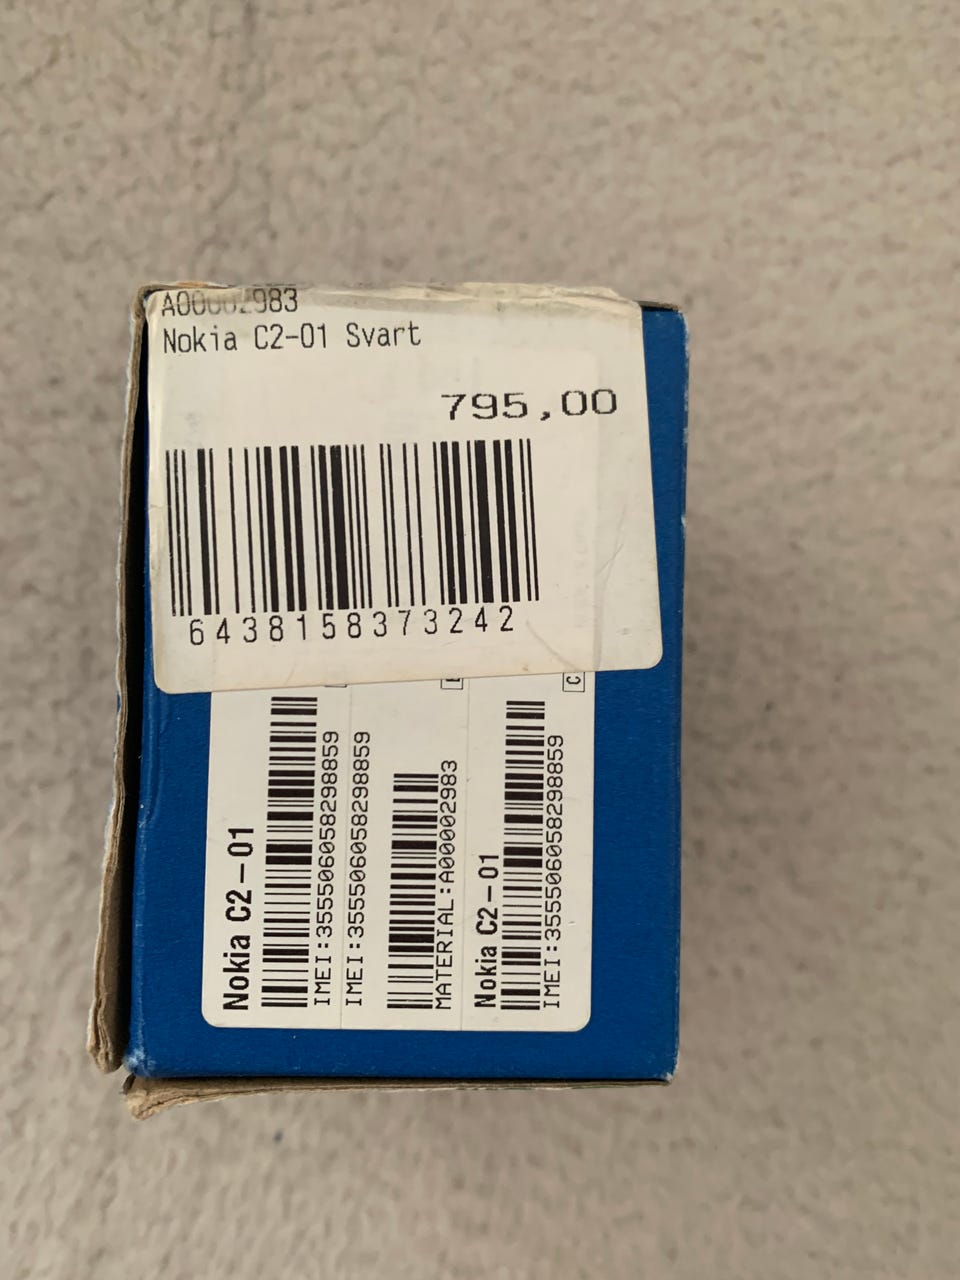 A00002983
Nokia C2-01 Svart
795,00
6438158373242
Nokia C2-01
IMEI:355506058298859
IMEI:355506058298859
MATERIAL:A00002983
Nokia C2-01
IMEI:355506058298859
C